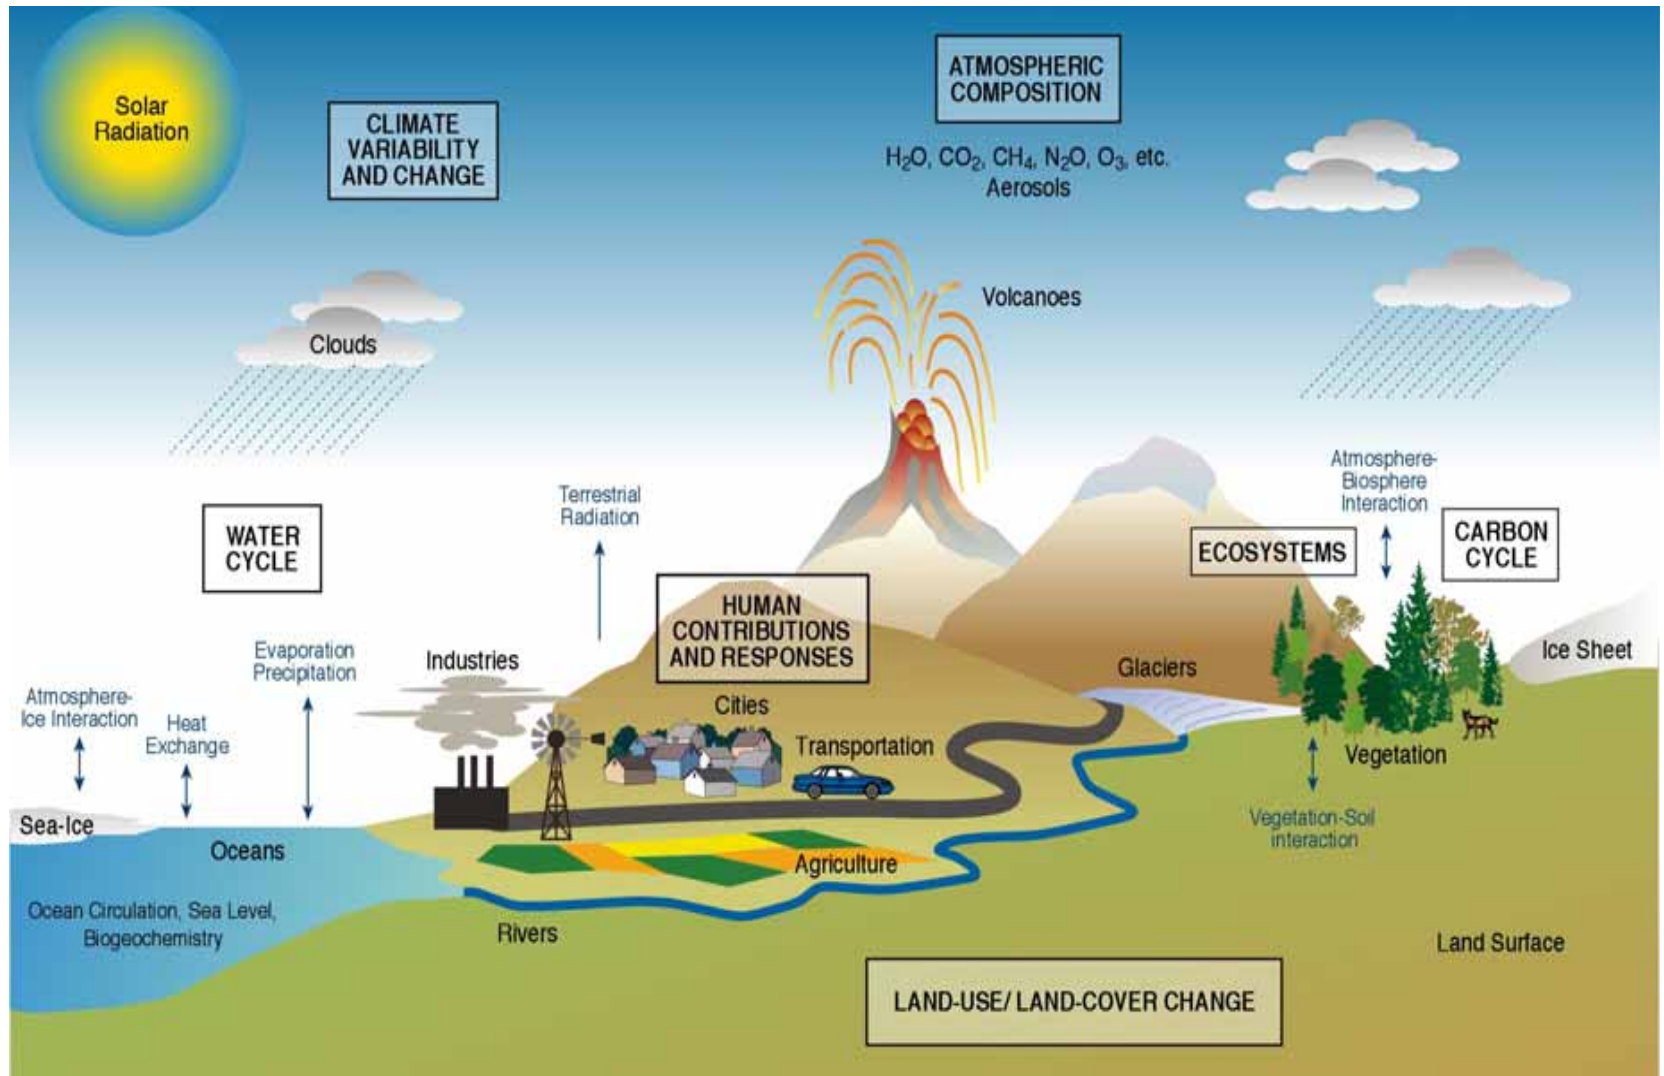 Solar
Radiation
CLIMATE
VARIABILITY
AND CHANGE
ATMOSPHERIC
COMPOSITION
H₂O, CO₂, CH₄, N₂O, O₃, etc.
Aerosols
Volcanoes
Clouds
Atmosphere-
Biosphere
Interaction
Terrestrial
Radiation
WATER
CYCLE
ECOSYSTEMS
CARBON
CYCLE
HUMAN
CONTRIBUTIONS
AND RESPONSES
Evaporation
Precipitation
Industries
Glaciers
Ice Sheet
Atmosphere-
Ice Interaction
Heat
Exchange
Cities
Transportation
Vegetation
Sea-Ice
Oceans
Agriculture
Vegetation-Soil
interaction
Ocean Circulation, Sea Level,
Biogeochemistry
Rivers
Land Surface
LAND-USE/ LAND-COVER CHANGE